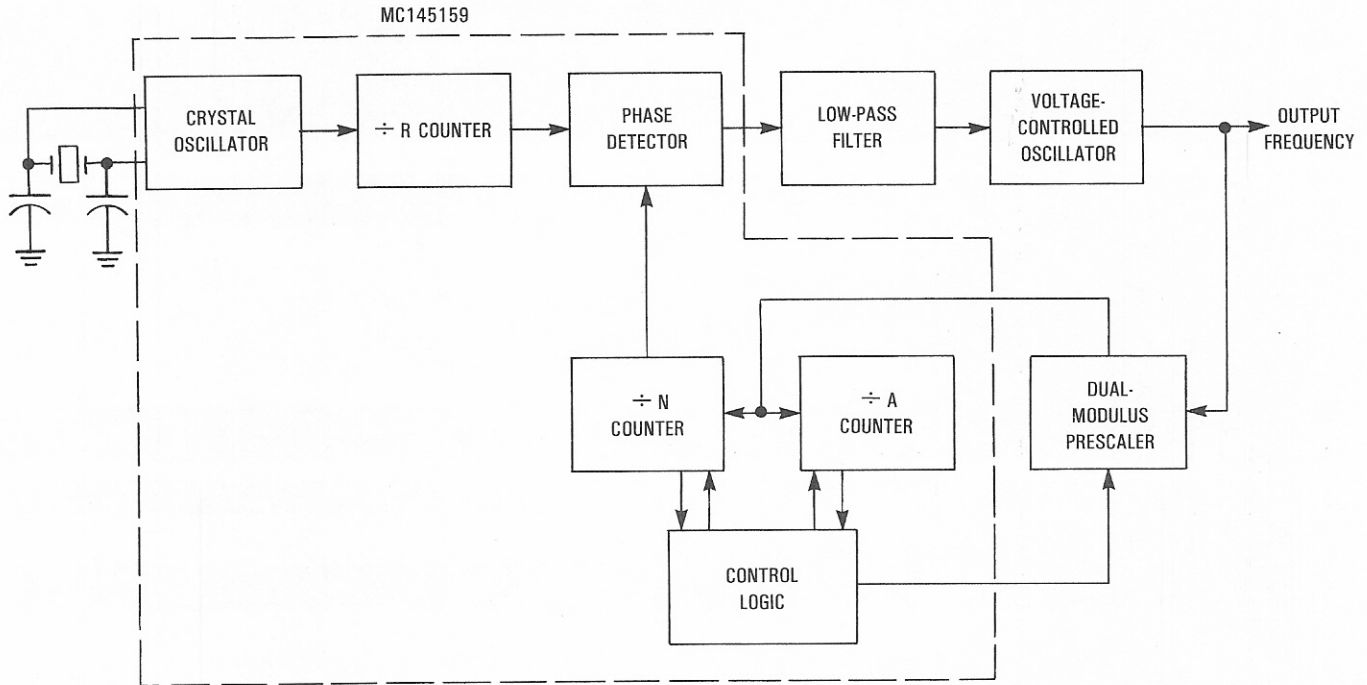 MC145159
CRYSTAL
OSCILLATOR
÷ R COUNTER
PHASE
DETECTOR
LOW-PASS
FILTER
VOLTAGE-
CONTROLLED
OSCILLATOR
OUTPUT
FREQUENCY
÷ N
COUNTER
÷ A
COUNTER
DUAL-
MODULUS
PRESCALER
CONTROL
LOGIC